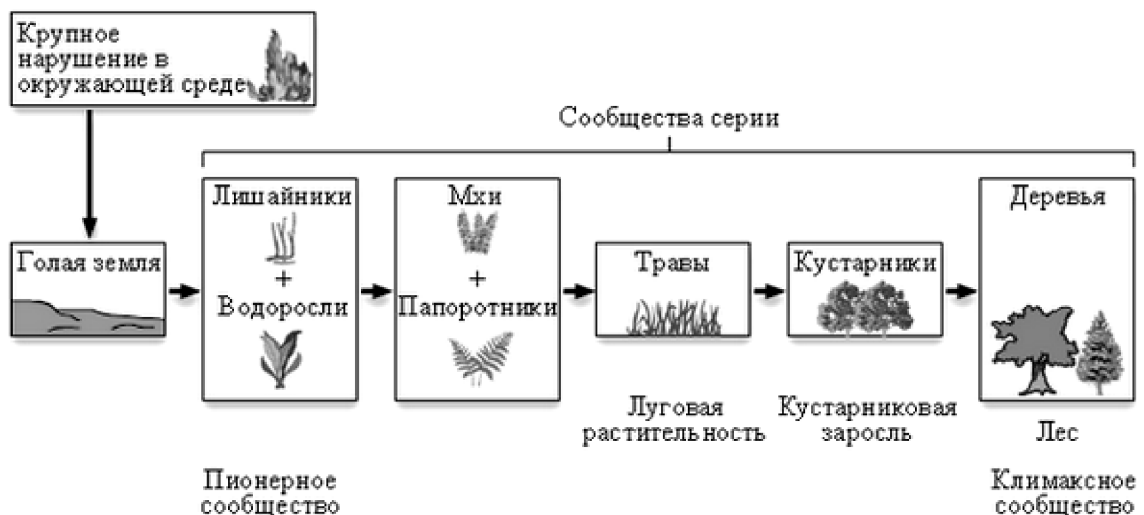 Крупное
нарушение в
окружающей среде
Сообщества серии
Голая земля
Лишайники
+
Водоросли
Мхи
+
Папоротники
Травы
Кустарники
Деревья
Луговая
растительность
Кустарниковая
заросль
Лес
Пионерное
сообщество
Климаксное
сообщество